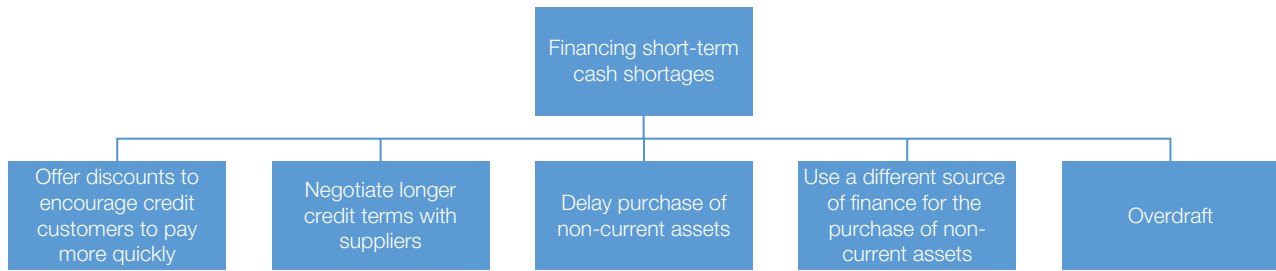 Financing short-term
cash shortages
Offer discounts to
encourage credit
customers to pay
more quickly
Negotiate longer
credit terms with
suppliers
Delay purchase of
non-current assets
Use a different source
of finance for the
purchase of non-
current assets
Overdraft